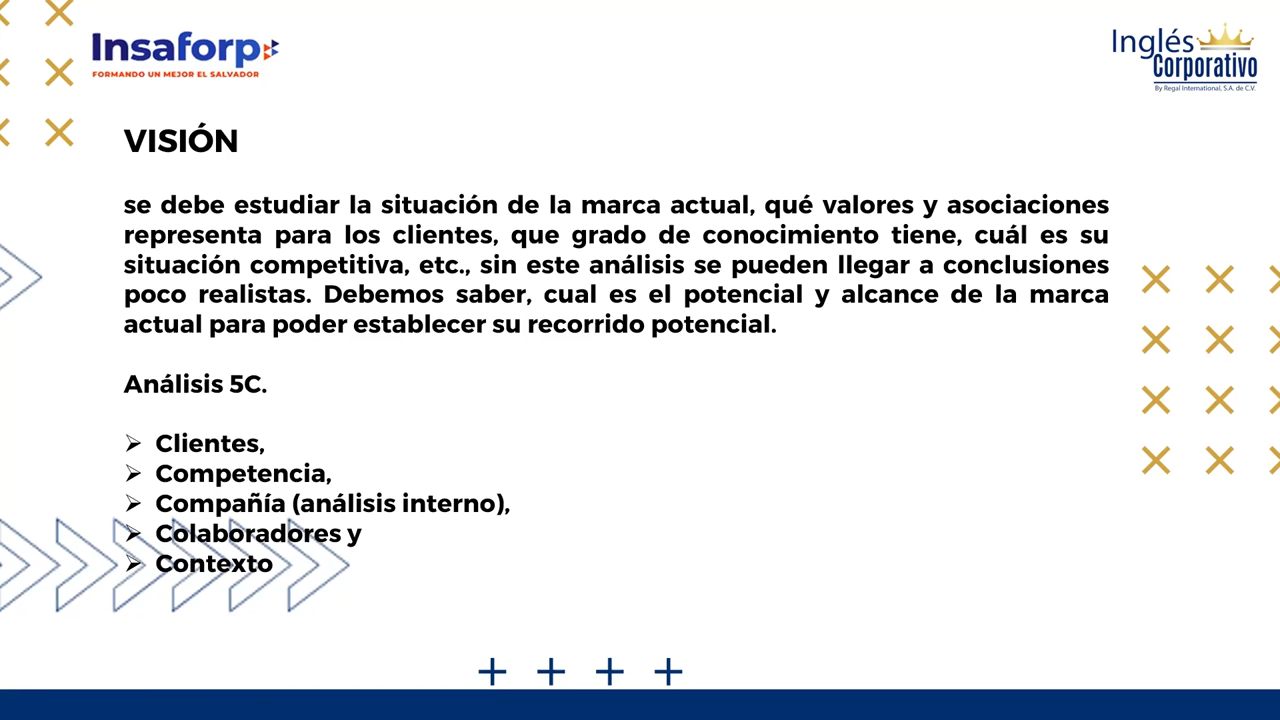 Insaforp
FORMANDO UN MEJOR EL SALVADOR
Inglés
Corporativo
By Regal International, S.A. de C.V.
VISIÓN
se debe estudiar la situación de la marca actual, qué valores y asociaciones
representa para los clientes, que grado de conocimiento tiene, cuál es su
situación competitiva, etc., sin este análisis se pueden llegar a conclusiones
poco realistas. Debemos saber, cual es el potencial y alcance de la marca
actual para poder establecer su recorrido potencial.
Análisis 5C.
Clientes,
Competencia,
Compañía (análisis interno),
Colaboradores y
Contexto